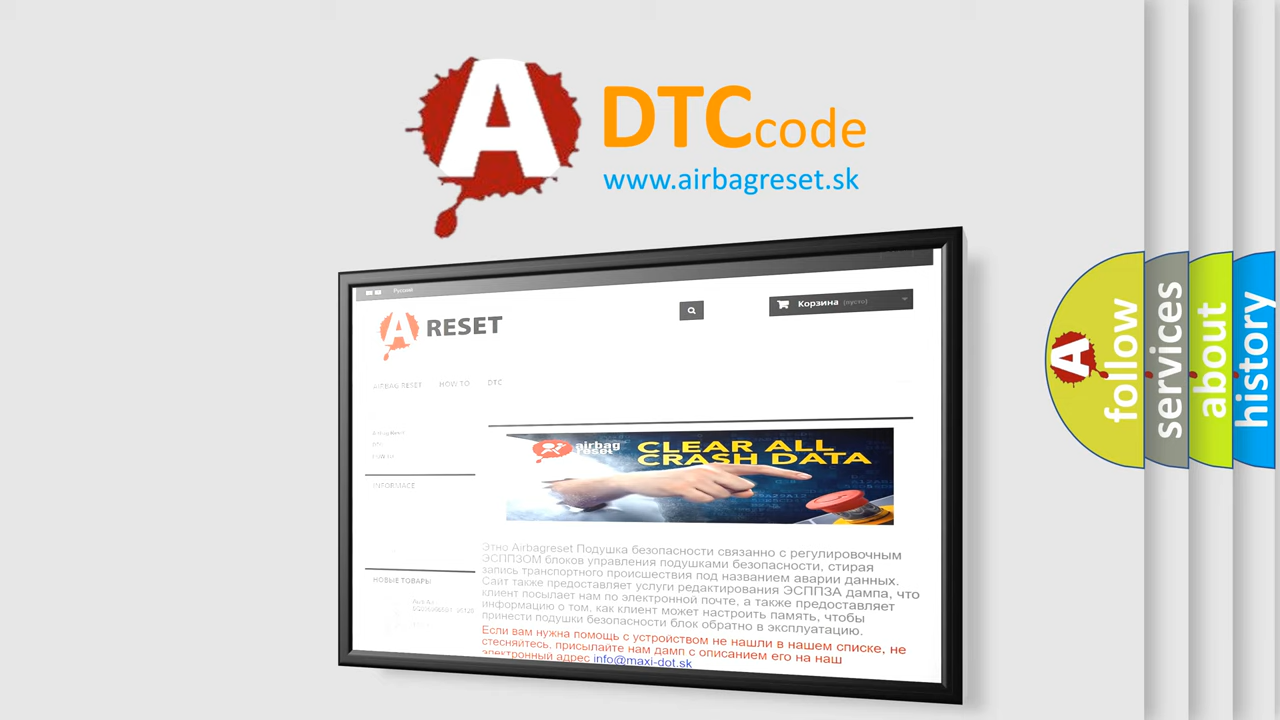 A
DTCcode
www.airbagreset.sk
Русский
A RESET
Корзина (пусто)
AIRBAG RESET HOW TO DTC
DTC
INFORMACE
airbag
reset
CLEAR ALL
CRASH DATA
Этно Airbagreset Подушка безопасности связанно с регулировочным
ЭСППЗОМ блоков управления подушками безопасности, стирая
запись транспортного происшествия под названием аварии данных.
Сайт также предоставляет услуги редактирования ЭСППЗА дампа, что
клиент посылает нам по электронной почте, а также предоставляет
информацию о том, как клиент может настроить память, чтобы
принести подушки безопасности блок обратно в эксплуатацию.
Если вам нужна помощь с устройством не нашли в нашем списке, не
стесняйтесь, присылайте нам дамп с описанием его на наш
электронный адрес info@maxi-dot.sk
НОВЫЕ ТОВАРЫ
A
follow
services
about
history